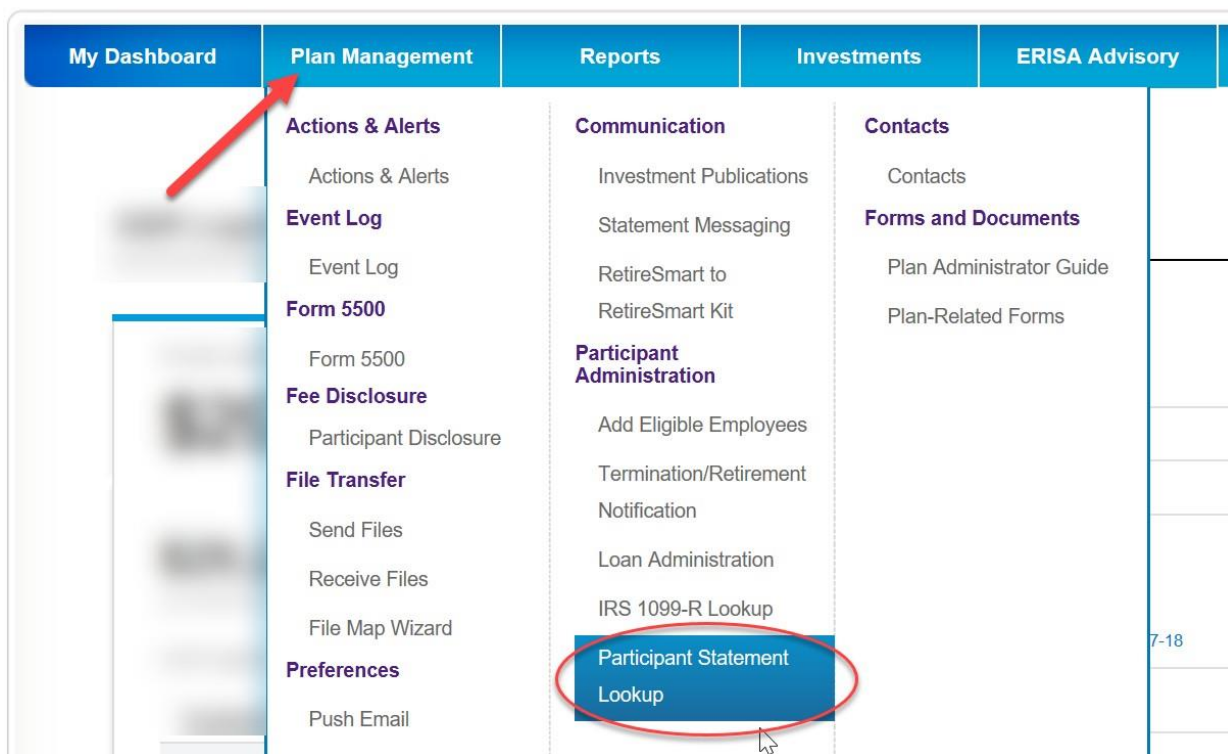 My Dashboard
Plan Management
Reports
Investments
ERISA Advisory
Actions & Alerts
Actions & Alerts
Event Log
Event Log
Form 5500
Form 5500
Fee Disclosure
Participant Disclosure
File Transfer
Send Files
Receive Files
File Map Wizard
Preferences
Push Email
Communication
Investment Publications
Statement Messaging
RetireSmart to
RetireSmart Kit
Participant
Administration
Add Eligible Employees
Termination/Retirement
Notification
Loan Administration
IRS 1099-R Lookup
Participant Statement
Lookup
Contacts
Contacts
Forms and Documents
Plan Administrator Guide
Plan-Related Forms
7-18